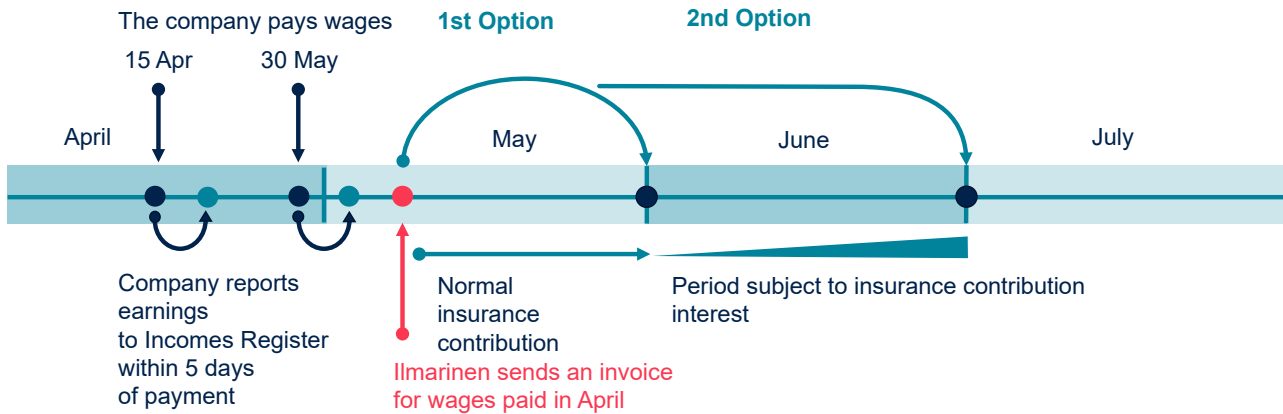 The company pays wages
15 Apr
30 May
1st Option
2nd Option
April
May
June
July
Company reports
earnings
to Incomes Register
within 5 days
of payment
Normal
insurance
contribution
Period subject to insurance contribution
interest
Ilmarinen sends an invoice
for wages paid in April